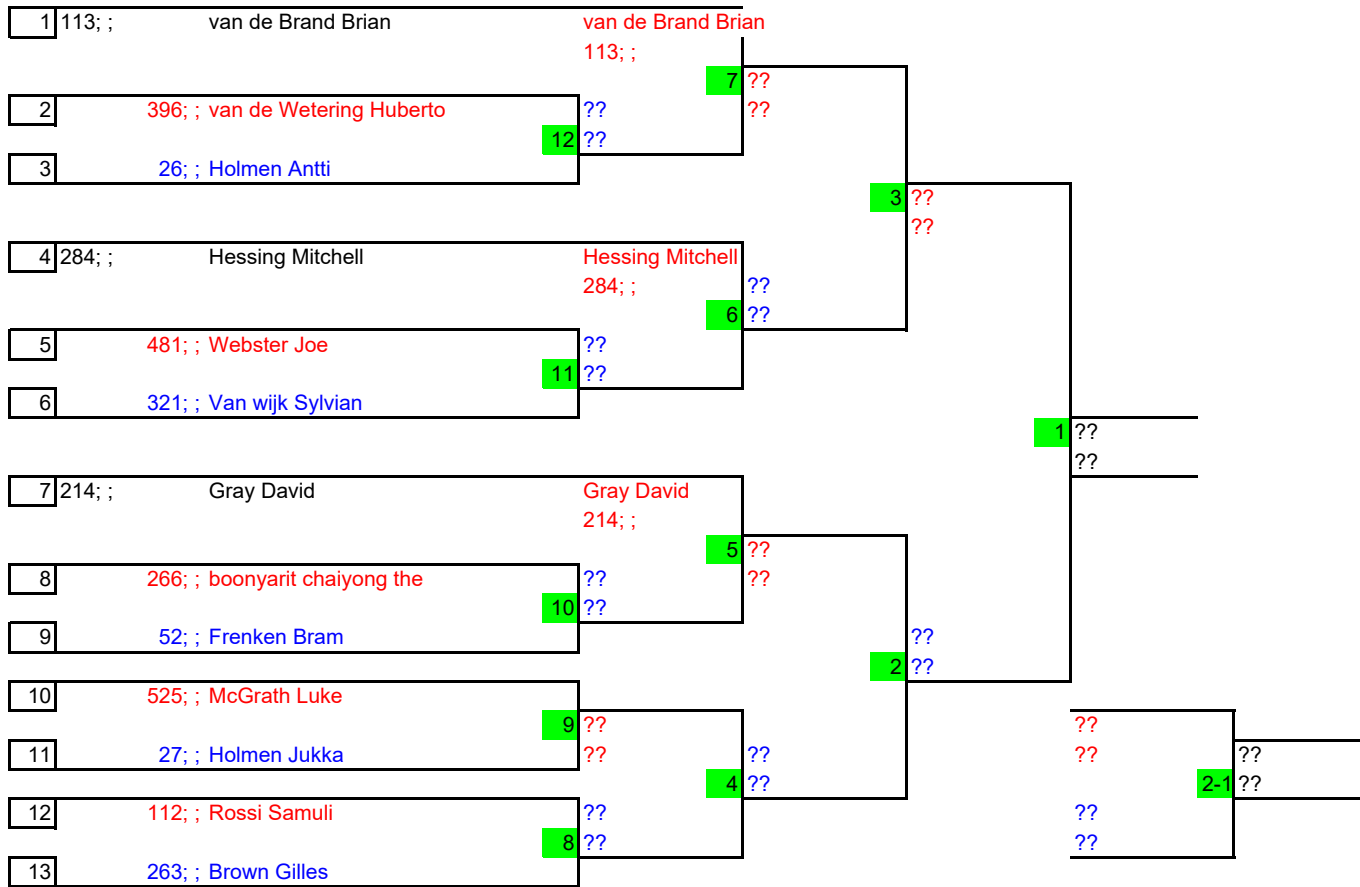 1 113; ; van de Brand Brian van de Brand Brian
113; ;
7 ??
2 396; ; van de Wetering Huberto ?? ??
12 ??
3 26; ; Holmen Antti
3 ??
??
4 284; ; Hessing Mitchell Hessing Mitchell
284; ; ??
6 ??
5 481; ; Webster Joe ??
11 ??
6 321; ; Van wijk Sylvian
1 ??
??
7 214; ; Gray David Gray David
214; ;
5 ??
8 266; ; boonyarit chaiyong the ?? ??
10 ??
9 52; ; Frenken Bram ??
2 ??
10 525; ; McGrath Luke
9 ?? ??
11 27; ; Holmen Jukka ?? ?? ?? ??
4 ?? 2-1 ??
12 112; ; Rossi Samuli ?? ??
8 ?? ??
13 263; ; Brown Gilles